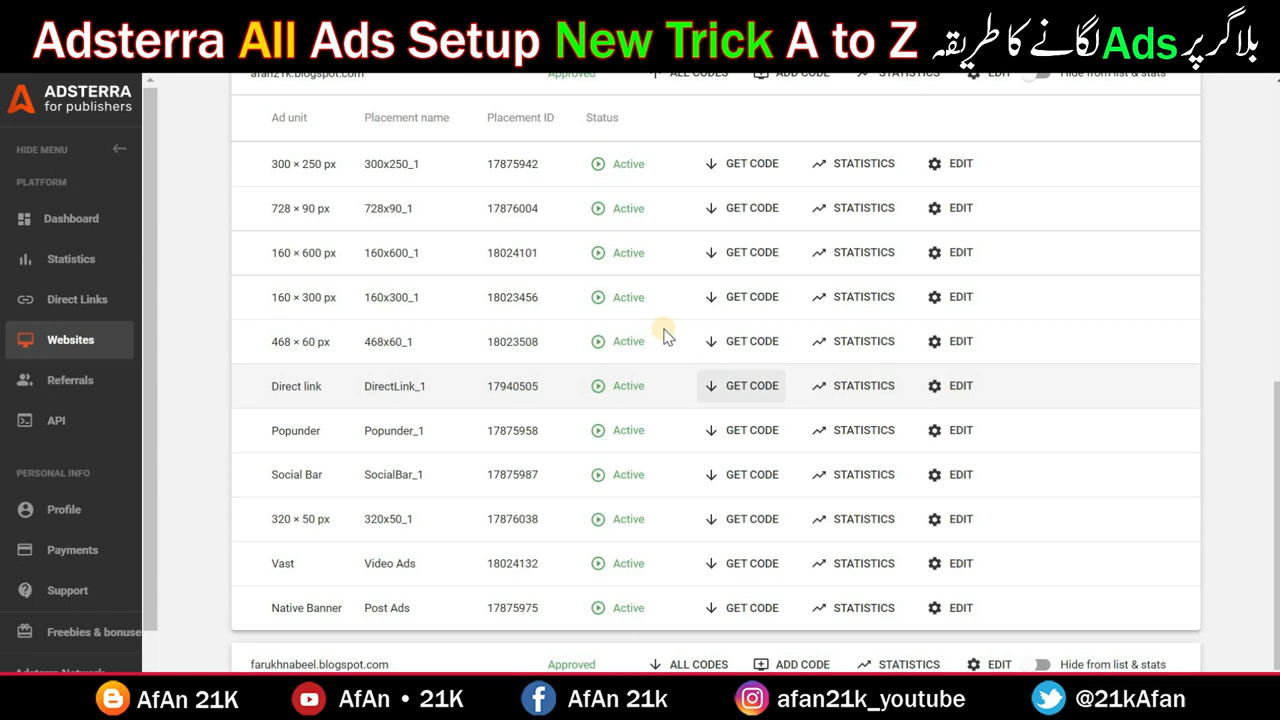 Adsterra All Ads Setup New Trick A to Z بلاگر پر Ads لگانے کا طریقہ
afan21k.blogspot.com Approved ALL CODES ADD CODE STATISTICS EDIT Hide from list & stats
ADSTERRA
for publishers
HIDE MENU
PLATFORM
Dashboard
Statistics
Direct Links
Websites
Referrals
API
PERSONAL INFO
Profile
Payments
Support
Freebies & bonuse
Adsterra Network
Ad unit Placement name Placement ID Status
300 × 250 px 300x250_1 17875942 Active GET CODE STATISTICS EDIT
728 × 90 px 728x90_1 17876004 Active GET CODE STATISTICS EDIT
160 × 600 px 160x600_1 18024101 Active GET CODE STATISTICS EDIT
160 × 300 px 160x300_1 18023456 Active GET CODE STATISTICS EDIT
468 × 60 px 468x60_1 18023508 Active GET CODE STATISTICS EDIT
Direct link DirectLink_1 17940505 Active GET CODE STATISTICS EDIT
Popunder Popunder_1 17875958 Active GET CODE STATISTICS EDIT
Social Bar SocialBar_1 17875987 Active GET CODE STATISTICS EDIT
320 × 50 px 320x50_1 17876038 Active GET CODE STATISTICS EDIT
Vast Video Ads 18024132 Active GET CODE STATISTICS EDIT
Native Banner Post Ads 17875975 Active GET CODE STATISTICS EDIT
farukhnabeel.blogspot.com Approved ALL CODES ADD CODE STATISTICS EDIT Hide from list & stats
AfAn 21K AfAn • 21K AfAn 21k afan21k_youtube @21kAfan